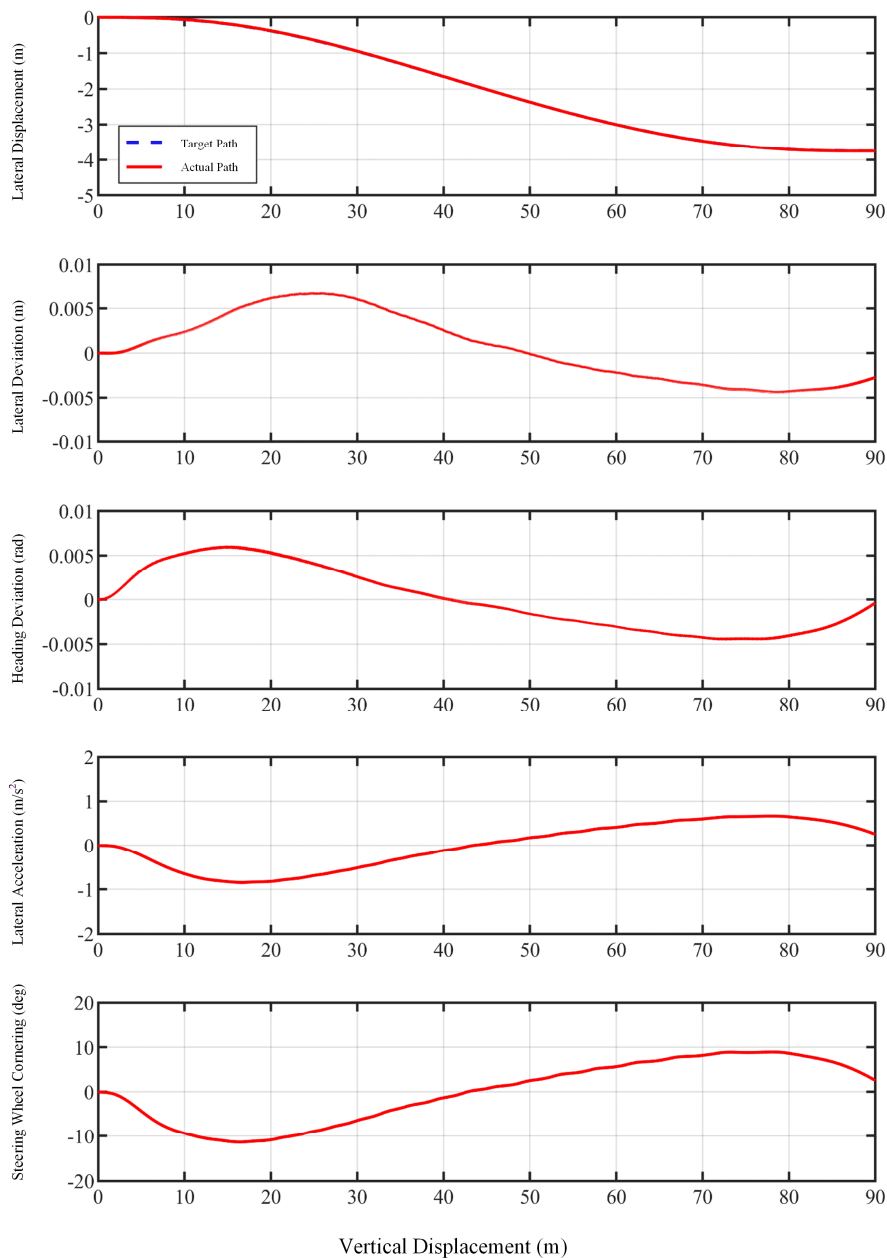 Lateral Displacement (m)
0
-1
-2
-3
-4
-5
Target Path
Actual Path
0 10 20 30 40 50 60 70 80 90
Lateral Deviation (m)
0.01
0.005
0
-0.005
-0.01
0 10 20 30 40 50 60 70 80 90
Heading Deviation (rad)
0.01
0.005
0
-0.005
-0.01
0 10 20 30 40 50 60 70 80 90
Lateral Acceleration (m/s²)
2
1
0
-1
-2
0 10 20 30 40 50 60 70 80 90
Steering Wheel Cornering (deg)
20
10
0
-10
-20
0 10 20 30 40 50 60 70 80 90
Vertical Displacement (m)